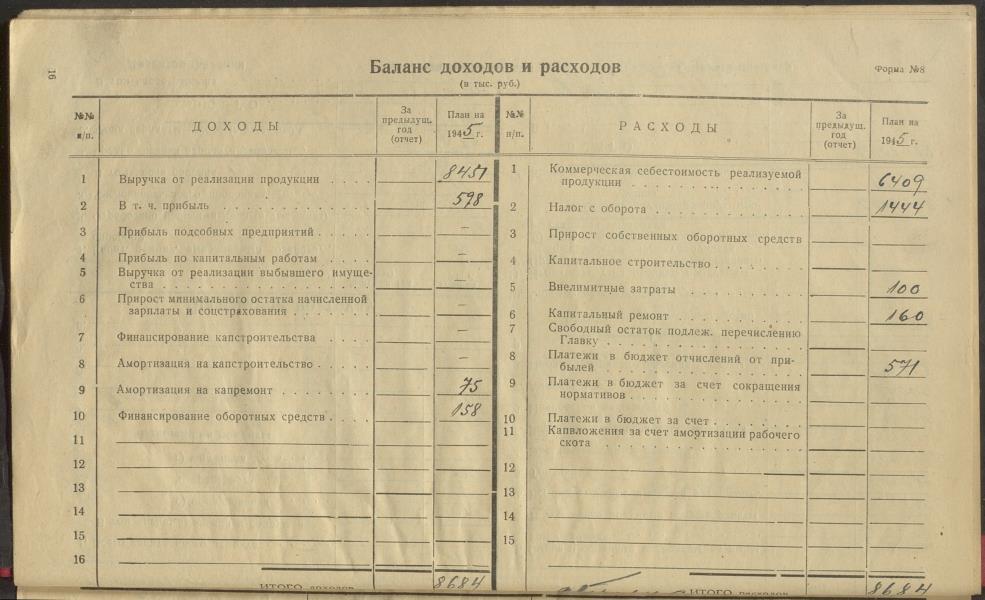 16
Баланс доходов и расходов
(в тыс. руб.)
Форма №8
№№ п/п.
ДОХОДЫ
За предыдущ. год (отчет)
План на 1945 г.
№№ п/п.
РАСХОДЫ
За предыдущ. год (отчет)
План на 1945 г.
1 Выручка от реализации продукции . . . . 8451
2 В т. ч. прибыль . . . . . . . . . . . 598
3 Прибыль подсобных предприятий . . . . . —
4 Прибыль по капитальным работам . . . . —
5 Выручка от реализации выбывшего имуще-
ства . . . . . . . . . . . . . . . . —
6 Прирост минимального остатка начисленной
зарплаты и соцстрахования . . . . . . . —
7 Финансирование капстроительства . . . . —
8 Амортизация на капстроительство . . . . . —
9 Амортизация на капремонт . . . . . . . 75
10 Финансирование оборотных средств . . . . 158
11
12
13
14
15
16
ИТОГО доходов 8684
1 Коммерческая себестоимость реализуемой
продукции . . . . . . . . . . . . . 6409
2 Налог с оборота . . . . . . . . . . . 1444
3 Прирост собственных оборотных средств
4 Капитальное строительство . . . . . . . .
5 Внелимитные затраты . . . . . . . . . 100
6 Капитальный ремонт . . . . . . . . . 160
7 Свободный остаток подлеж. перечислению
Главку . . . . . . . . . . . . . . .
8 Платежи в бюджет отчислений от при-
былей . . . . . . . . . . . . . . . 571
9 Платежи в бюджет за счет сокращения
нормативов . . . . . . . . . . . . .
10 Платежи в бюджет за счет . . . . . . . .
11 Капвложения за счет амортизации рабочего
скота . . . . . . . . . . . . . . .
12
13
14
15
ИТОГО расходов 8684